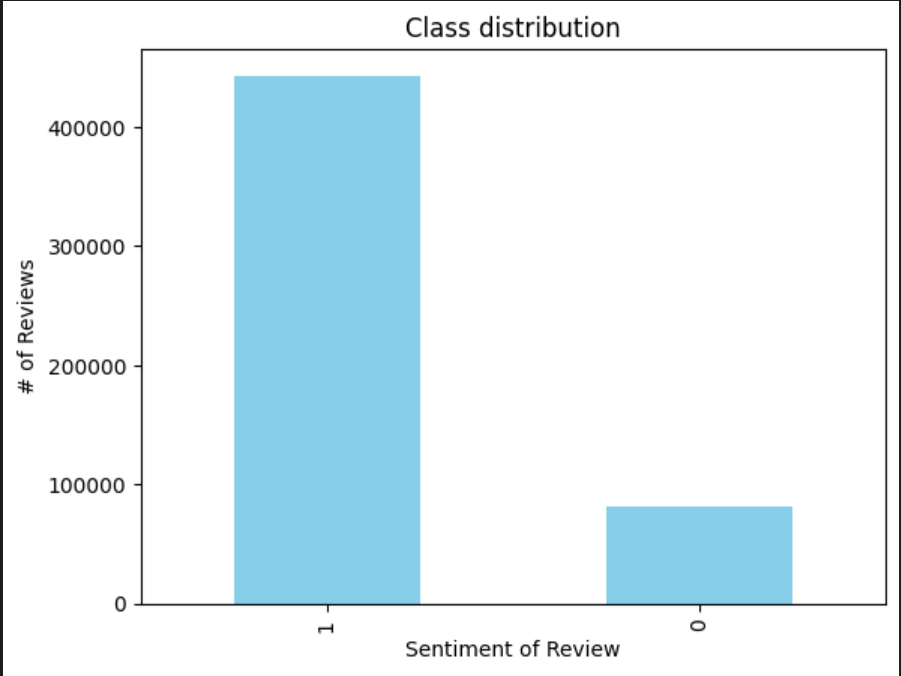 Class distribution
# of Reviews
400000
300000
200000
100000
0
1
0
Sentiment of Review